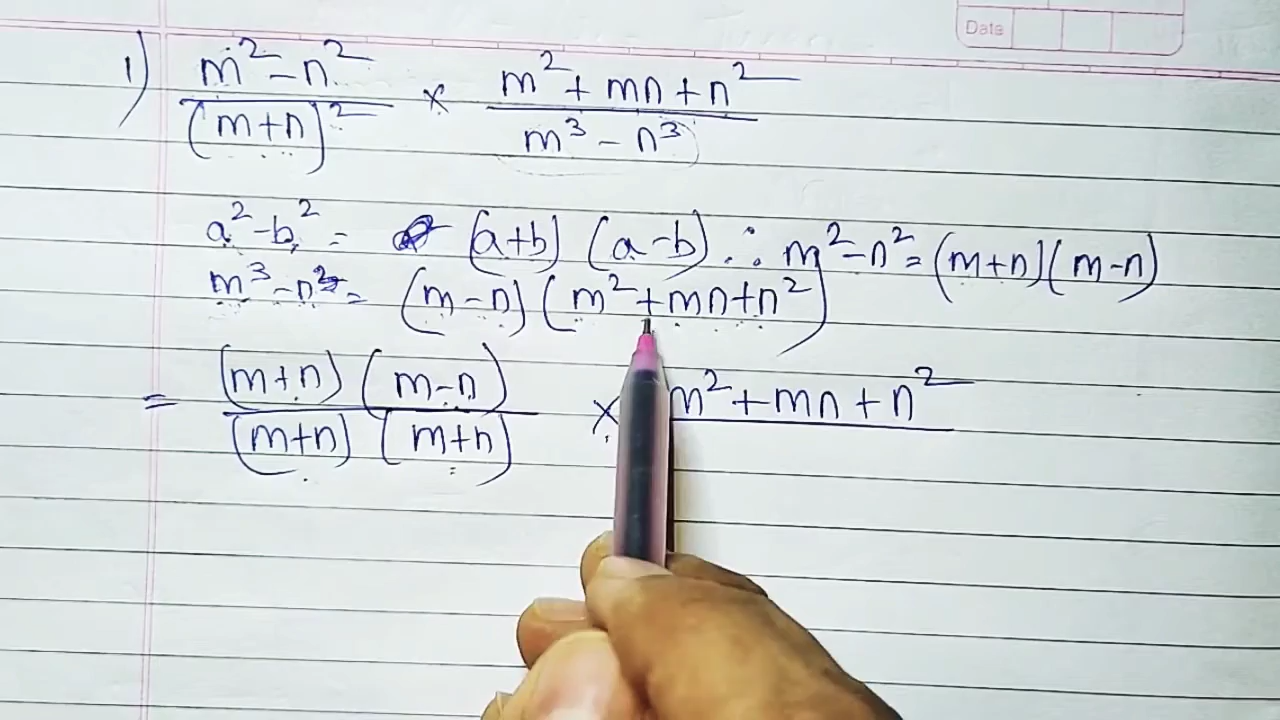 Date
1) m²-n²/(m+n)² × m²+mn+n²/m³-n³
a²-b² = (a+b) (a-b) ∴ m²-n² = (m+n)(m-n)
m³-n³ = (m-n) (m²+mn+n²)
= (m+n) (m-n)/(m+n) (m+n) × m²+mn+n²